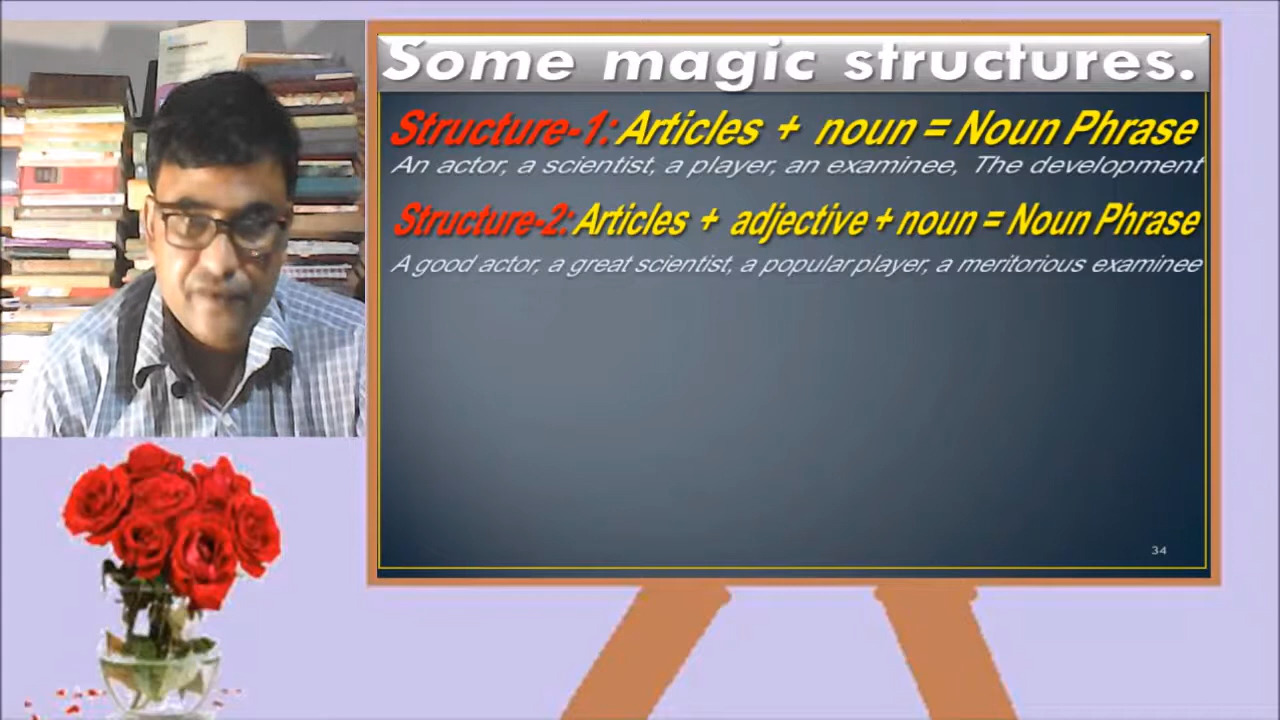 Some magic structures.
Structure-1: Articles + noun = Noun Phrase
An actor, a scientist, a player, an examinee, The development
Structure-2: Articles + adjective + noun = Noun Phrase
A good actor, a great scientist, a popular player, a meritorious examinee
34